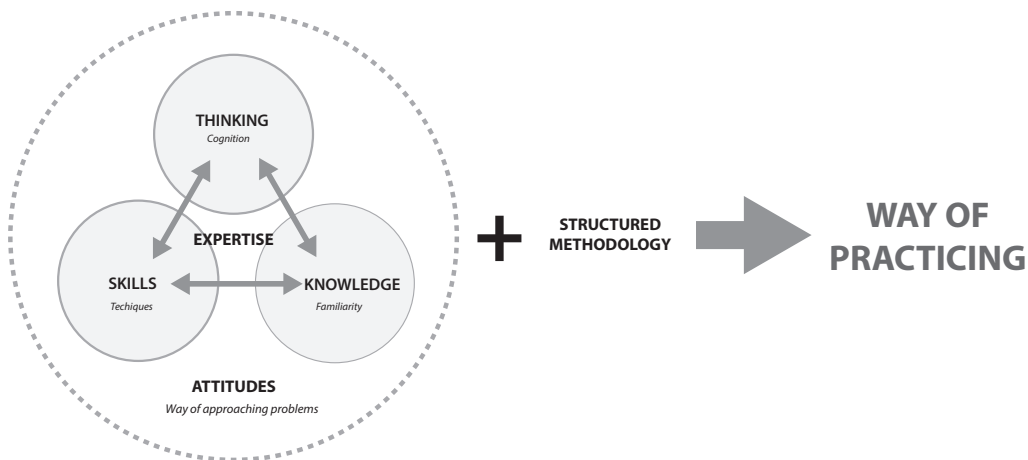 THINKING
Cognition
EXPERTISE
SKILLS
Techiques
KNOWLEDGE
Familiarity
ATTITUDES
Way of approaching problems
+
STRUCTURED
METHODOLOGY
WAY OF
PRACTICING